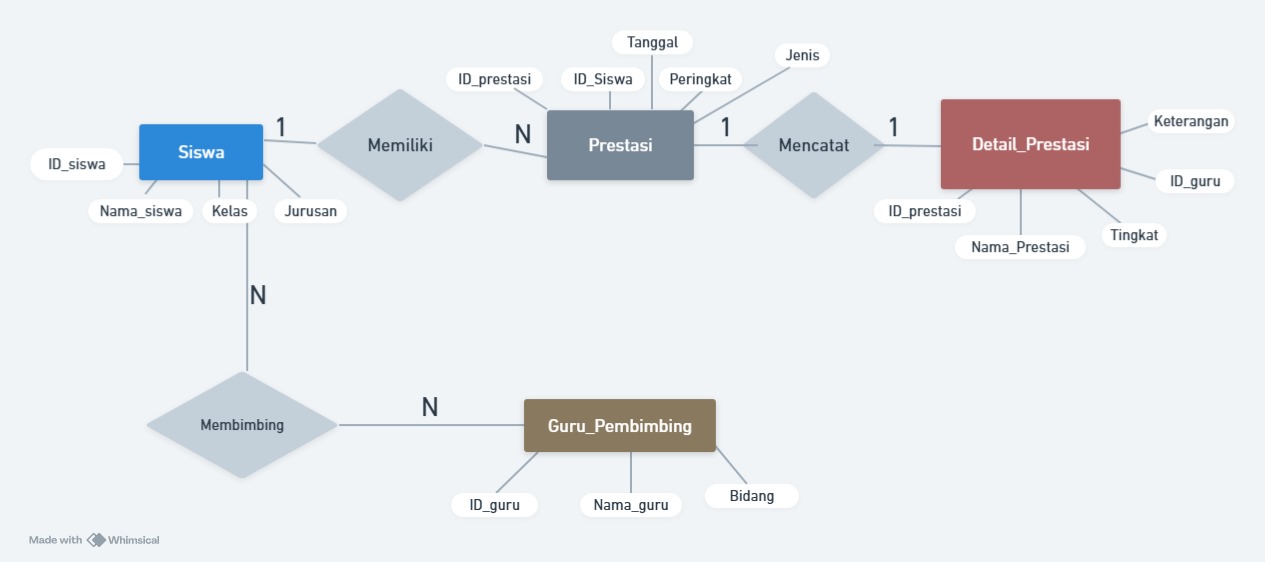 Tanggal
Jenis
ID_prestasi
ID_Siswa
Peringkat
1
N
1
1
Siswa
Memiliki
Prestasi
Mencatat
Detail_Prestasi
Keterangan
ID_siswa
ID_guru
Nama_siswa
Kelas
Jurusan
ID_prestasi
Nama_Prestasi
Tingkat
N
N
Membimbing
Guru_Pembimbing
ID_guru
Nama_guru
Bidang
Made with Whimsical